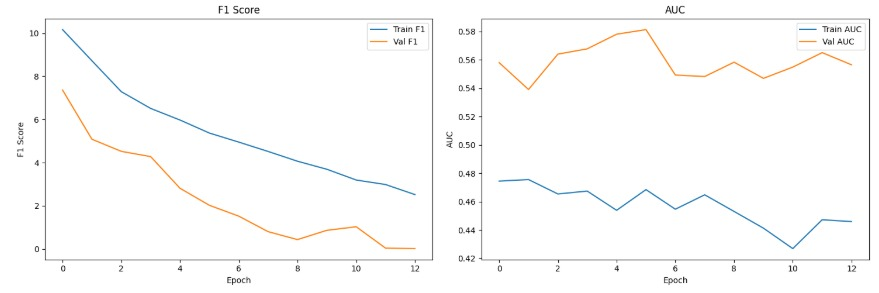 F1 Score
Train F1
Val F1
F1 Score
10
8
6
4
2
0
0 2 4 6 8 10 12
Epoch
AUC
Train AUC
Val AUC
AUC
0.58
0.56
0.54
0.52
0.50
0.48
0.46
0.44
0.42
0 2 4 6 8 10 12
Epoch